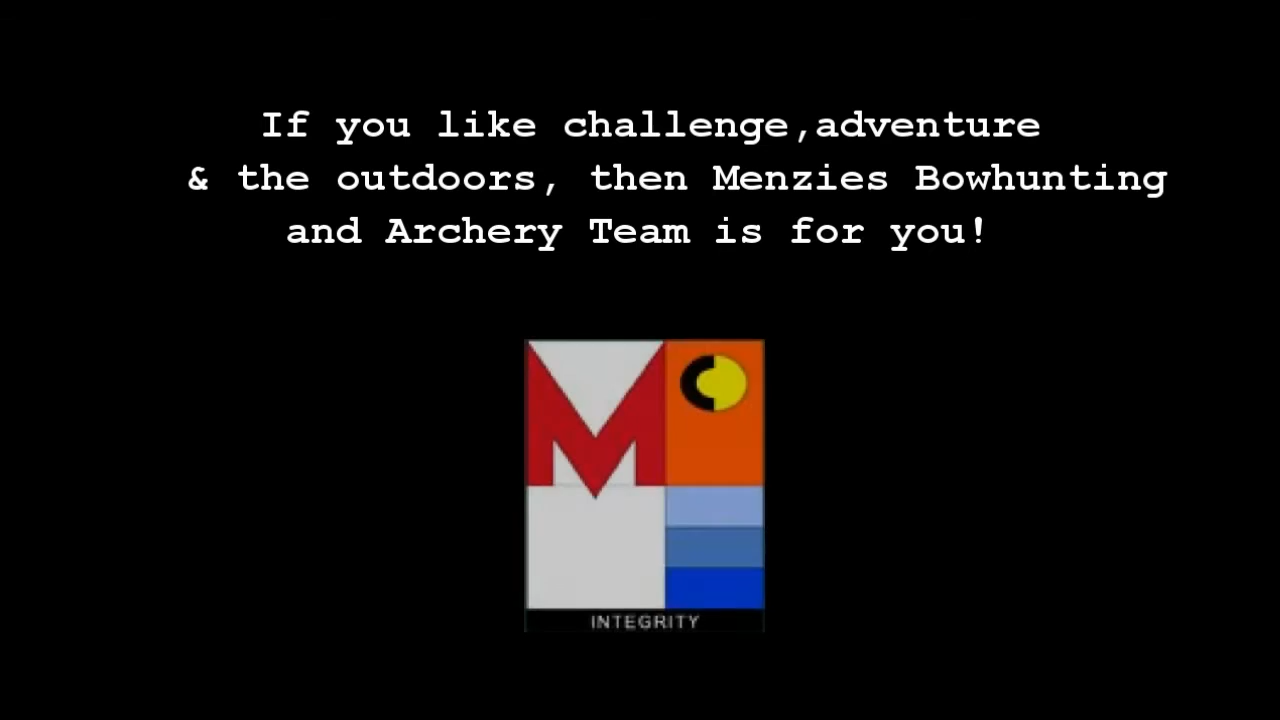 If you like challenge,adventure
& the outdoors, then Menzies Bowhunting
and Archery Team is for you!
M
INTEGRITY